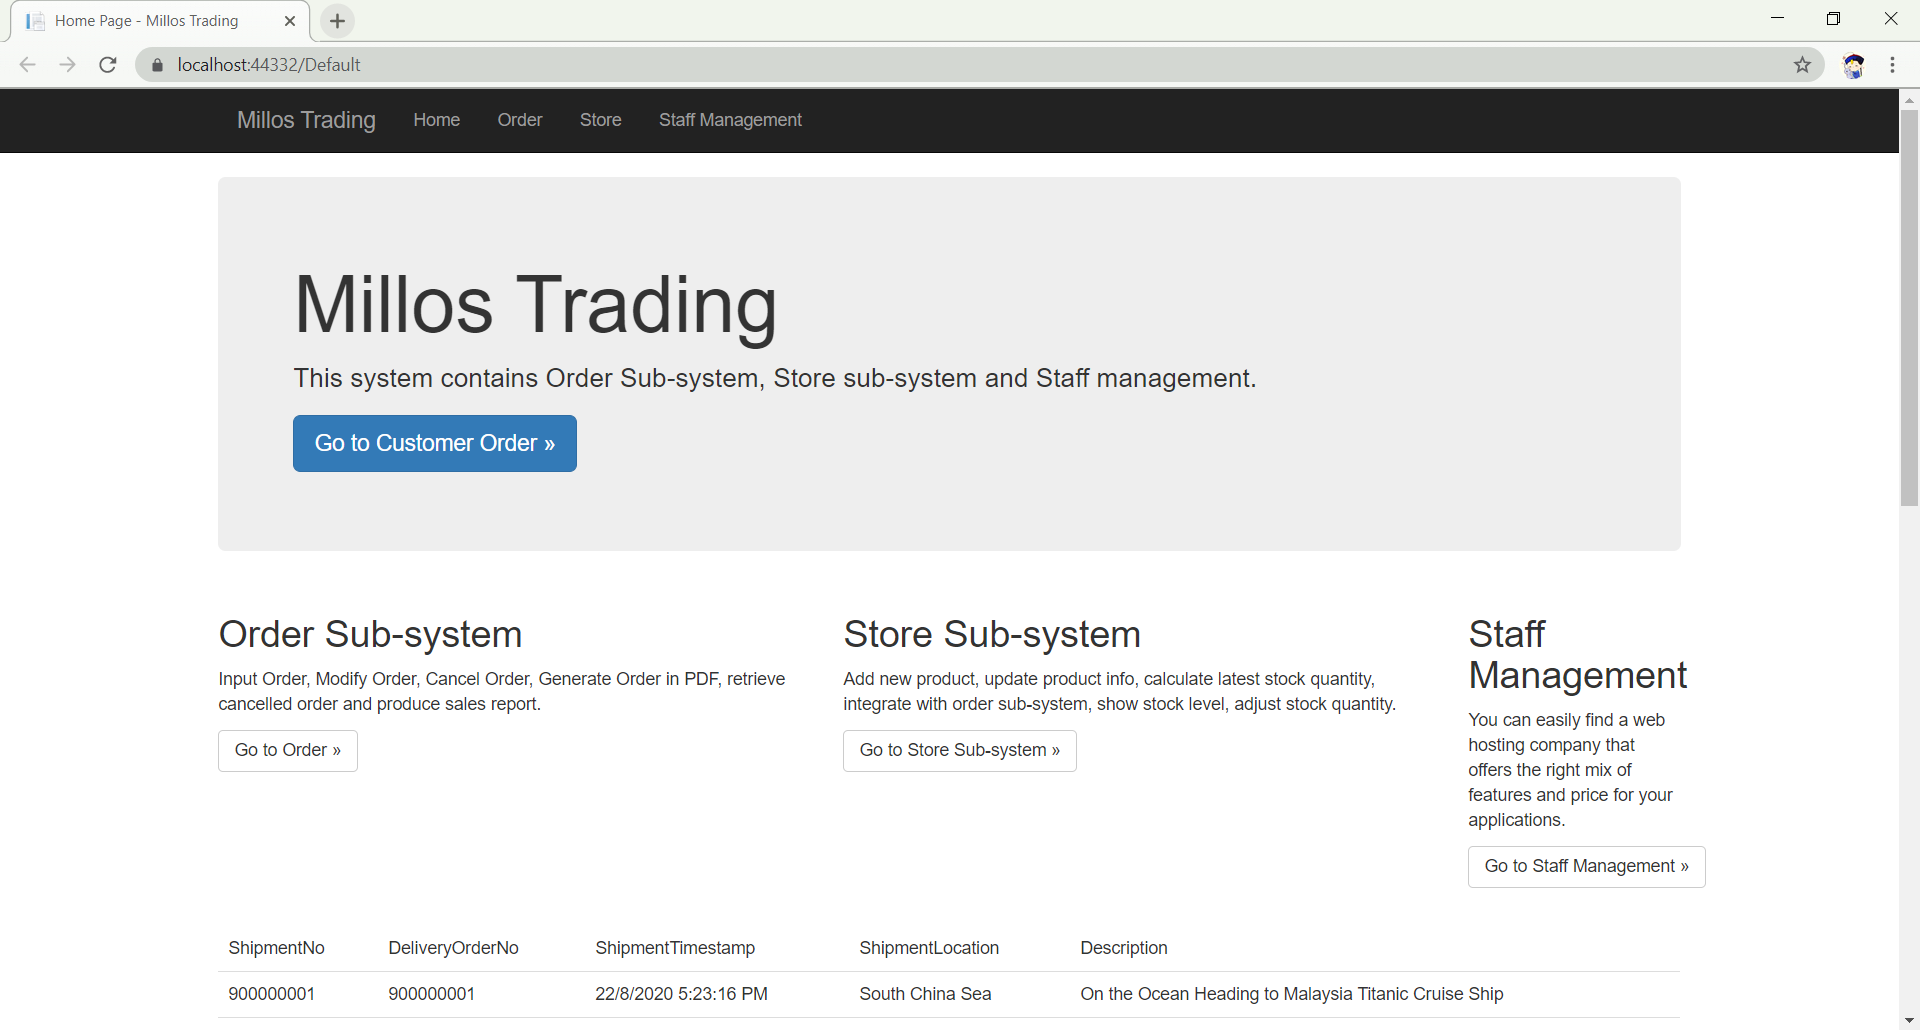 Home Page - Millos Trading
localhost:44332/Default
Millos Trading Home Order Store Staff Management
Millos Trading
This system contains Order Sub-system, Store sub-system and Staff management.
Go to Customer Order »
Order Sub-system
Input Order, Modify Order, Cancel Order, Generate Order in PDF, retrieve
cancelled order and produce sales report.
Go to Order »
Store Sub-system
Add new product, update product info, calculate latest stock quantity,
integrate with order sub-system, show stock level, adjust stock quantity.
Go to Store Sub-system »
Staff
Management
You can easily find a web
hosting company that
offers the right mix of
features and price for your
applications.
Go to Staff Management »
ShipmentNo DeliveryOrderNo ShipmentTimestamp ShipmentLocation Description
900000001 900000001 22/8/2020 5:23:16 PM South China Sea On the Ocean Heading to Malaysia Titanic Cruise Ship